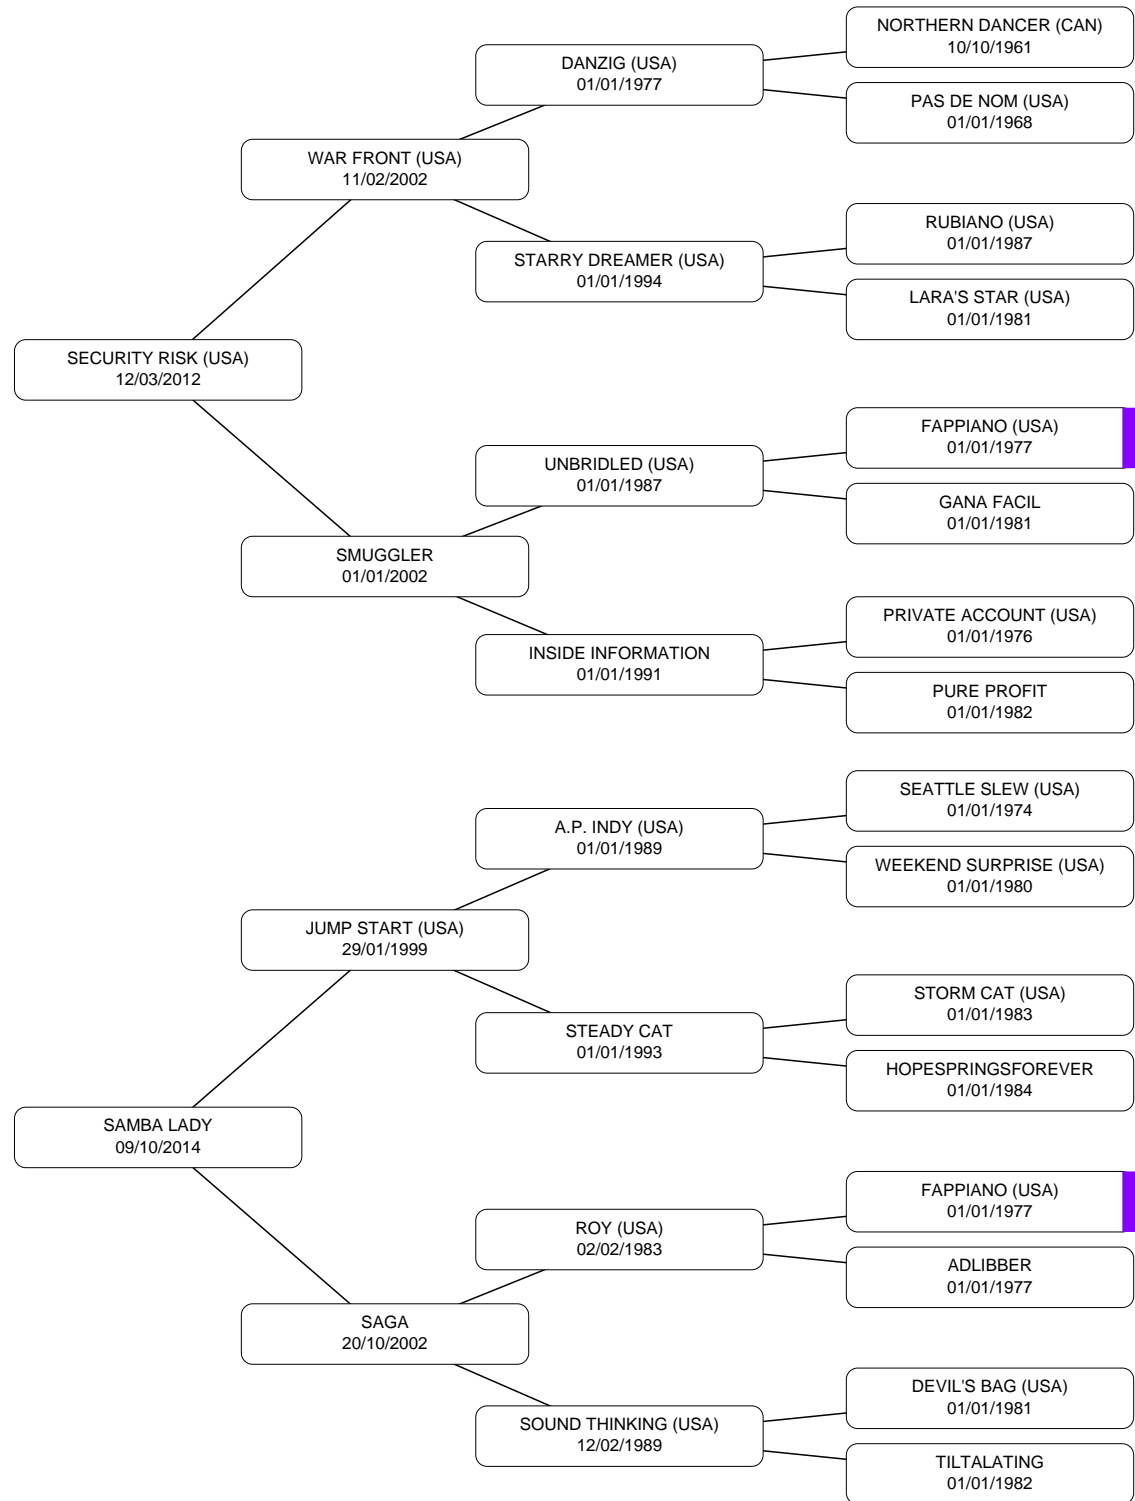 NORTHERN DANCER (CAN)
10/10/1961
DANZIG (USA)
01/01/1977
PAS DE NOM (USA)
01/01/1968
WAR FRONT (USA)
11/02/2002
RUBIANO (USA)
01/01/1987
STARRY DREAMER (USA)
01/01/1994
LARA'S STAR (USA)
01/01/1981
SECURITY RISK (USA)
12/03/2012
FAPPIANO (USA)
01/01/1977
UNBRIDLED (USA)
01/01/1987
GANA FACIL
01/01/1981
SMUGGLER
01/01/2002
PRIVATE ACCOUNT (USA)
01/01/1976
INSIDE INFORMATION
01/01/1991
PURE PROFIT
01/01/1982
SEATTLE SLEW (USA)
01/01/1974
A.P. INDY (USA)
01/01/1989
WEEKEND SURPRISE (USA)
01/01/1980
JUMP START (USA)
29/01/1999
STORM CAT (USA)
01/01/1983
STEADY CAT
01/01/1993
HOPESPRINGSFOREVER
01/01/1984
SAMBA LADY
09/10/2014
FAPPIANO (USA)
01/01/1977
ROY (USA)
02/02/1983
ADLIBBER
01/01/1977
SAGA
20/10/2002
DEVIL'S BAG (USA)
01/01/1981
SOUND THINKING (USA)
12/02/1989
TILTALATING
01/01/1982